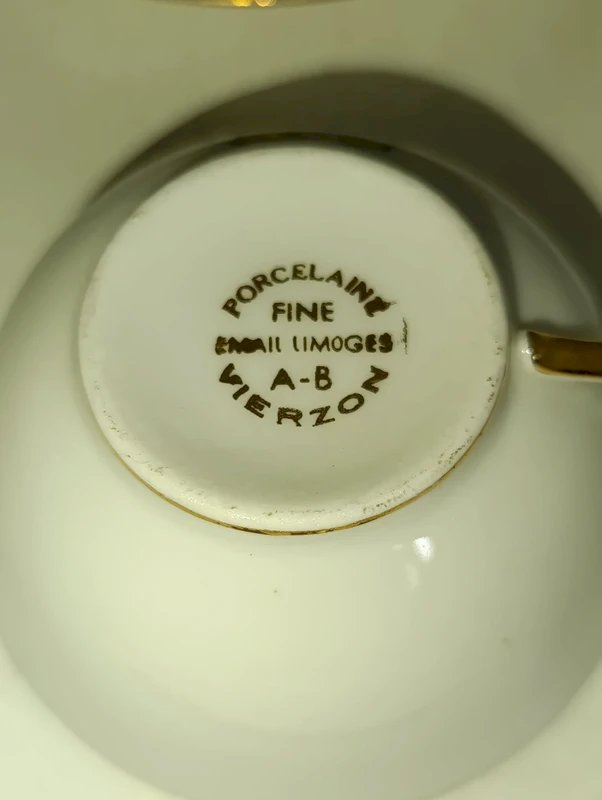 PORCELAINE
FINE
EMAIL LIMOGES
A-B
VIERZON